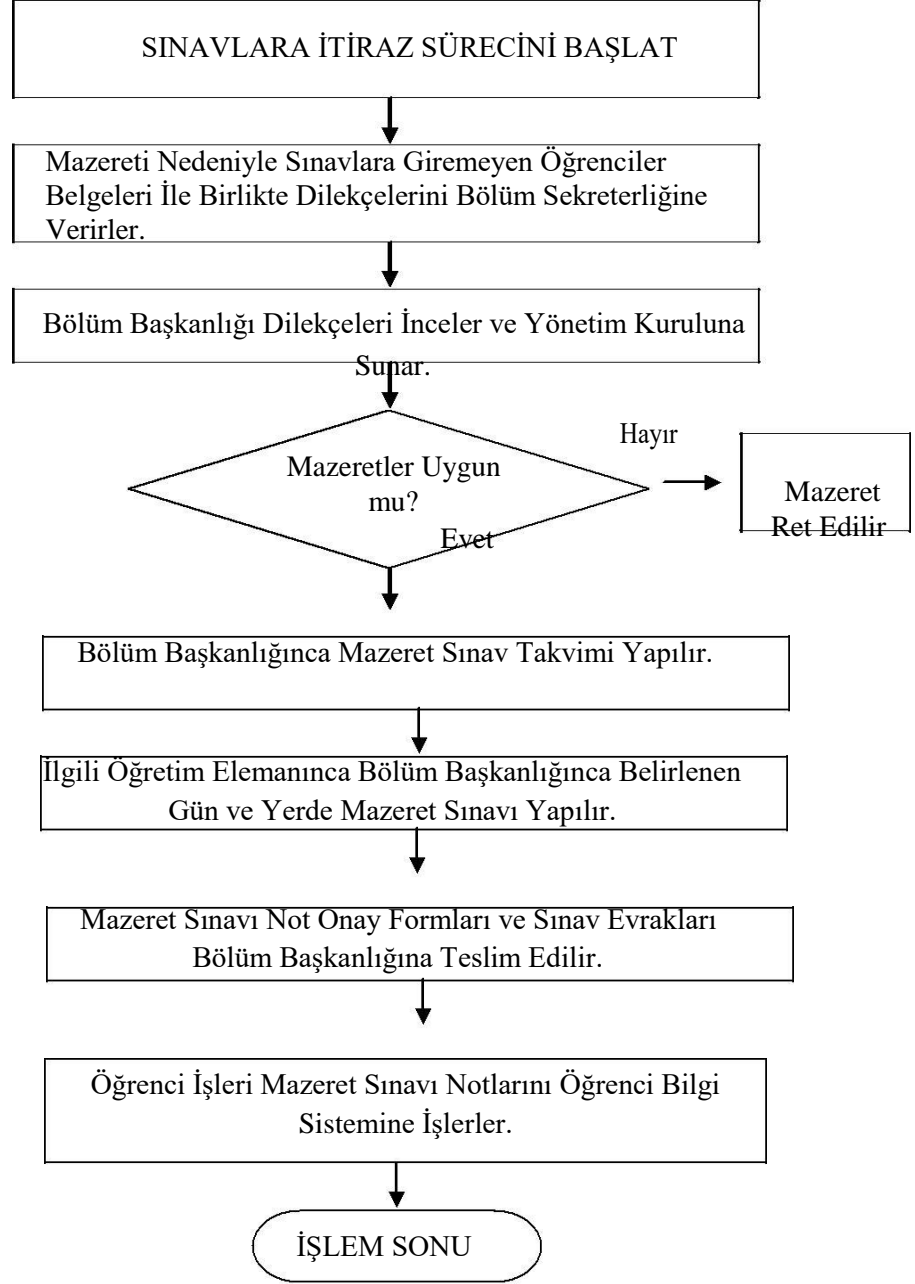 SINAVLARA İTİRAZ SÜRECİNİ BAŞLAT
Mazereti Nedeniyle Sınavlara Giremeyen Öğrenciler
Belgeleri İle Birlikte Dilekçelerini Bölüm Sekreterliğine
Verirler.
Bölüm Başkanlığı Dilekçeleri İnceler ve Yönetim Kuruluna
Sunar.
Hayır
Mazeretler Uygun
mu?
Evet
Mazeret
Ret Edilir
Bölüm Başkanlığınca Mazeret Sınav Takvimi Yapılır.
İlgili Öğretim Elemanınca Bölüm Başkanlığınca Belirlenen
Gün ve Yerde Mazeret Sınavı Yapılır.
Mazeret Sınavı Not Onay Formları ve Sınav Evrakları
Bölüm Başkanlığına Teslim Edilir.
Öğrenci İşleri Mazeret Sınavı Notlarını Öğrenci Bilgi
Sistemine İşlerler.
İŞLEM SONU